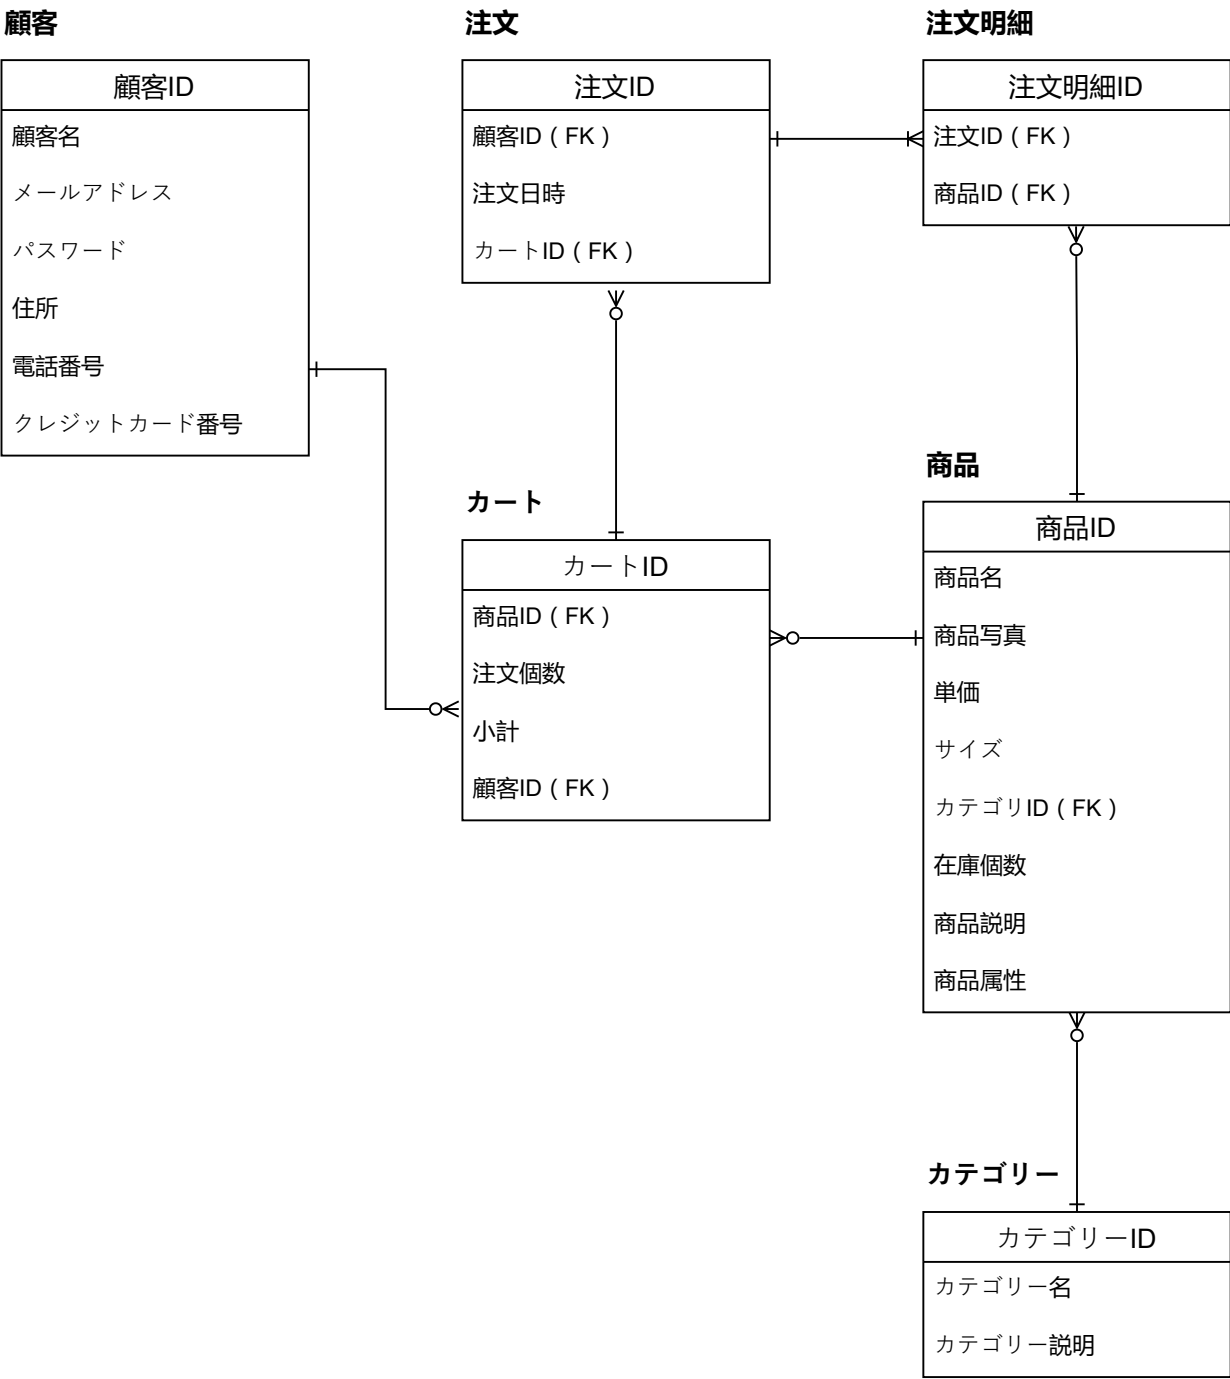 顧客
顧客ID
顧客名
メールアドレス
パスワード
住所
電話番号
クレジットカード番号
注文
注文ID
顧客ID（FK）
注文日時
カートID（FK）
注文明細
注文明細ID
注文ID（FK）
商品ID（FK）
カート
カートID
商品ID（FK）
注文個数
小計
顧客ID（FK）
商品
商品ID
商品名
商品写真
単価
サイズ
カテゴリID（FK）
在庫個数
商品説明
商品属性
カテゴリー
カテゴリーID
カテゴリー名
カテゴリー説明